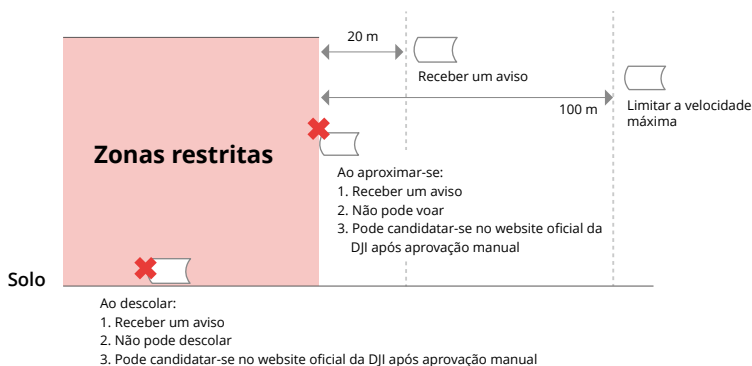 20 m
Receber um aviso
100 m
Limitar a velocidade
máxima
Zonas restritas
Ao aproximar-se:
1. Receber um aviso
2. Não pode voar
3. Pode candidatar-se no website oficial da
DJI após aprovação manual
Solo
Ao descolar:
1. Receber um aviso
2. Não pode descolar
3. Pode candidatar-se no website oficial da DJI após aprovação manual